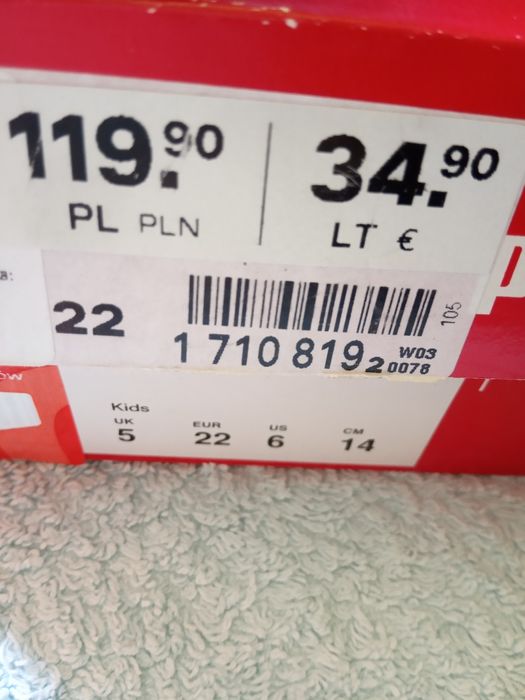 119.90 34.90
PL PLN LT €
B:
22
105
1 710 819 2 W03 0078
ow
Kids
UK EUR US CM
5 22 6 14